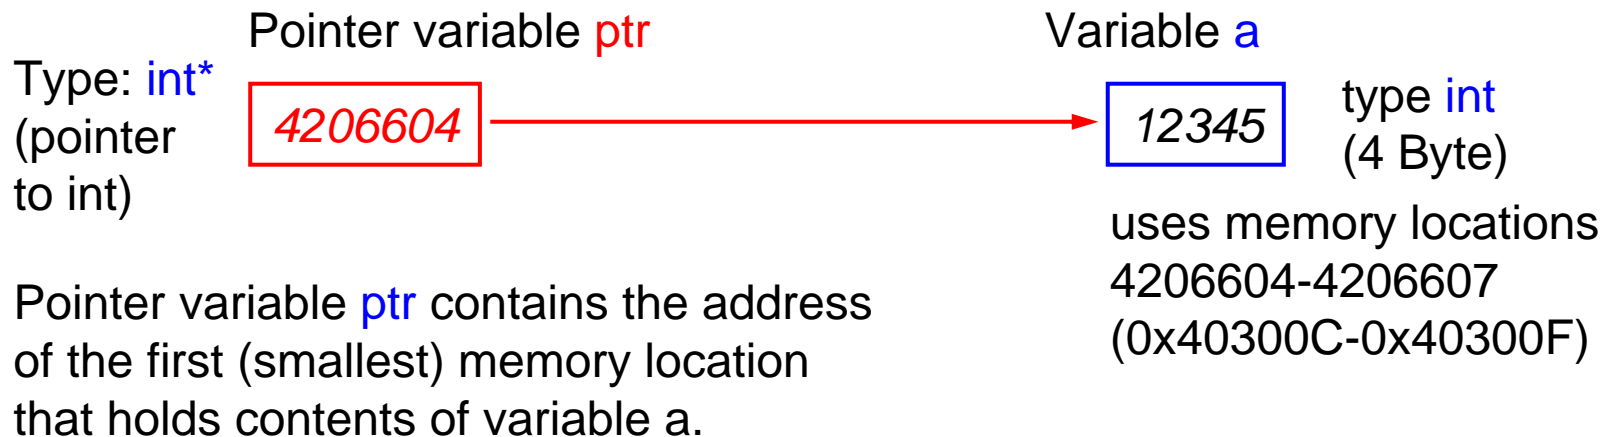 Pointer variable ptr
Type: int*
(pointer
to int)
4206604
Variable a
12345
type int
(4 Byte)
uses memory locations
4206604-4206607
(0x40300C-0x40300F)
Pointer variable ptr contains the address
of the first (smallest) memory location
that holds contents of variable a.